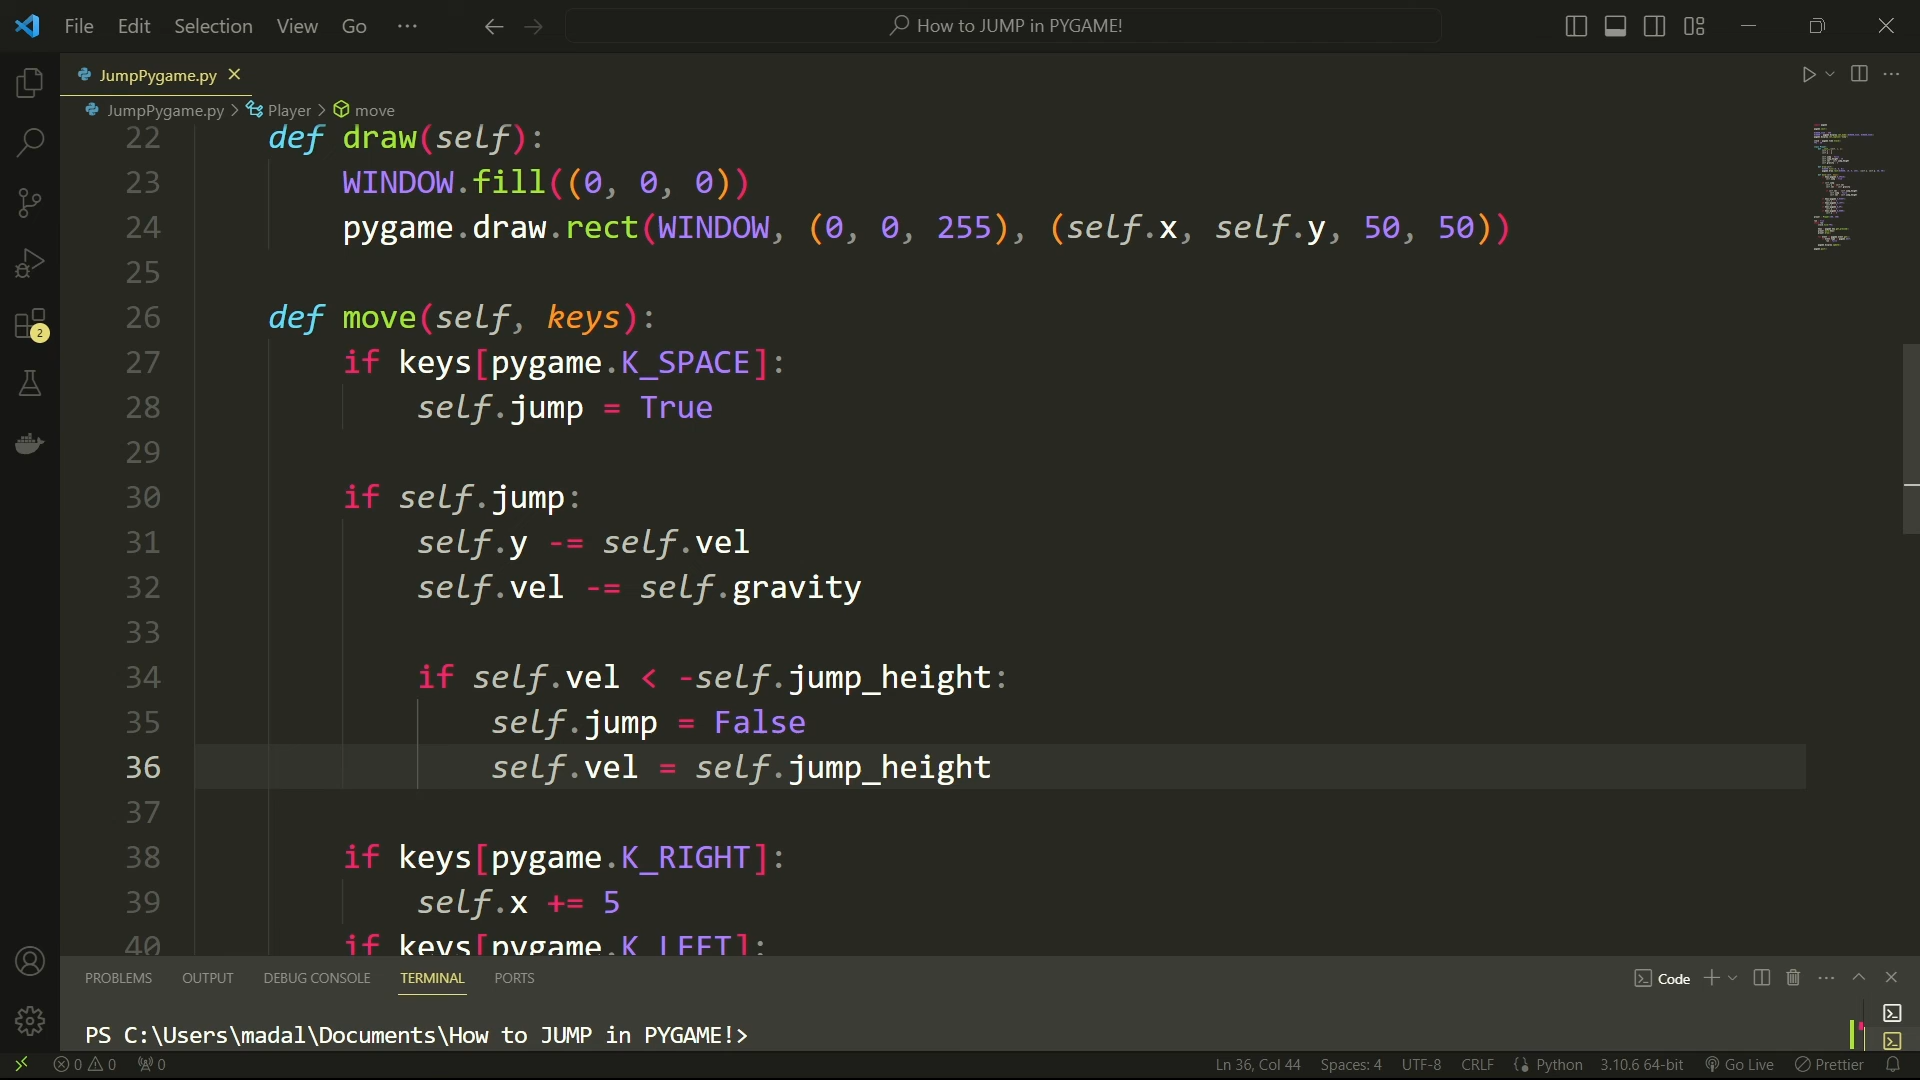 File Edit Selection View Go ··· How to JUMP in PYGAME!
JumpPygame.py
JumpPygame.py > Player > move
22 def draw(self):
23 WINDOW.fill((0, 0, 0))
24 pygame.draw.rect(WINDOW, (0, 0, 255), (self.x, self.y, 50, 50))
25
26 def move(self, keys):
27 if keys[pygame.K_SPACE]:
28 self.jump = True
29
30 if self.jump:
31 self.y -= self.vel
32 self.vel -= self.gravity
33
34 if self.vel < -self.jump_height:
35 self.jump = False
36 self.vel = self.jump_height
37
38 if keys[pygame.K_RIGHT]:
39 self.x += 5
40 if keys[pygame.K_LEFT]:
2
PROBLEMS OUTPUT DEBUG CONSOLE TERMINAL PORTS Code
PS C:\Users\madal\Documents\How to JUMP in PYGAME!>
0 0 0 Ln 36, Col 44 Spaces: 4 UTF-8 CRLF Python 3.10.6 64-bit Go Live Prettier